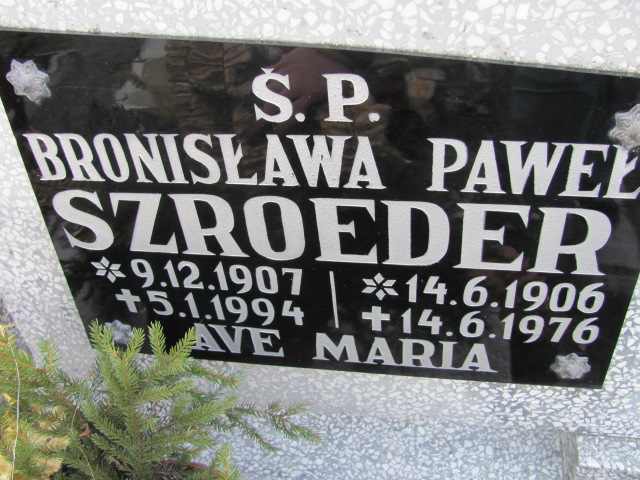 Ś. P.
BRONISŁAWA PAWEŁ
SZROEDER
* 9.12.1907 * 14.6.1906
+ 5.1.1994 + 14.6.1976
AVE MARIA